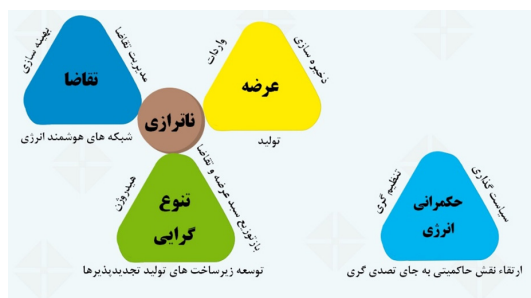 بهینه سازی
تقاضا
مدیریت تقاضا
شبکه های هوشمند انرژی
ناترازی
واردات
عرضه
ذخیره سازی
تولید
هیدروژن
تنوع
گرایی
بازتوزیع سبد عرضه و تقاضا
توسعه زیرساخت های تولید تجدیدپذیرها
تنظیم گری
حکمرانی
انرژی
سیاست گذاری
ارتقاء نقش حاکمیتی به جای تصدی گری